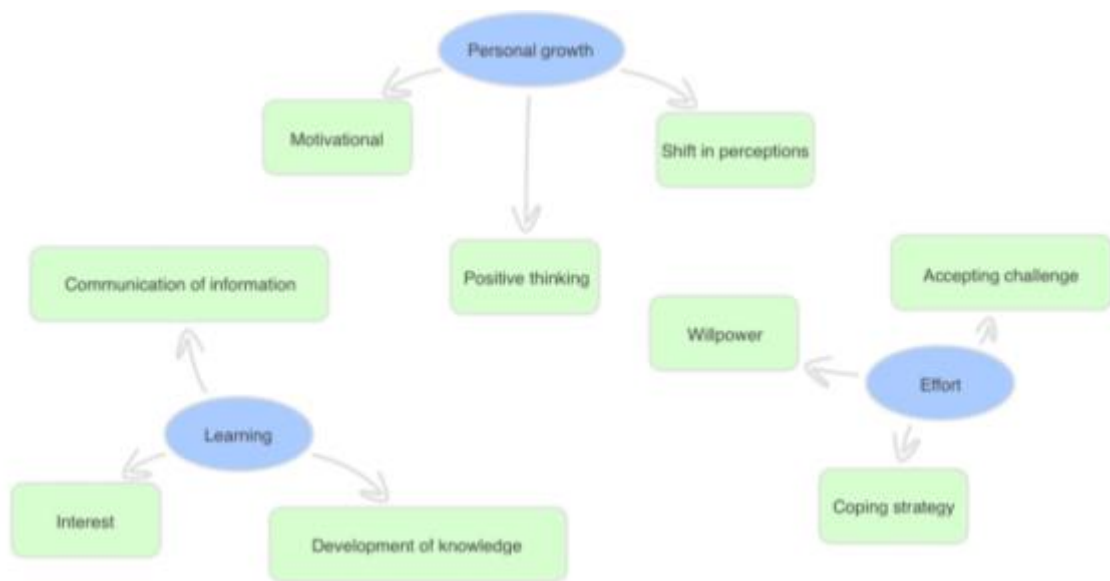 Personal growth
Motivational
Shift in perceptions
Positive thinking
Communication of information
Accepting challenge
Willpower
Effort
Learning
Coping strategy
Interest
Development of knowledge